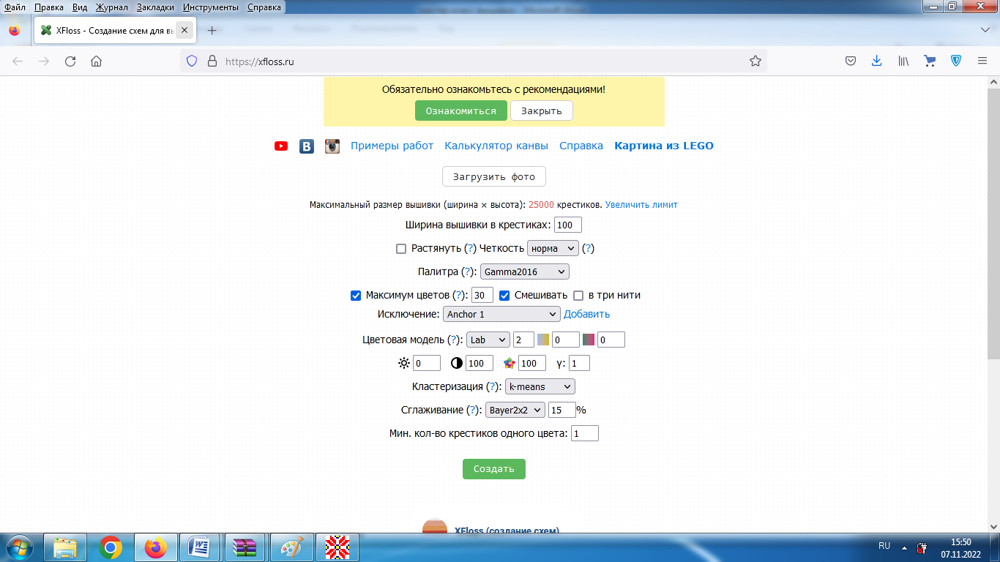 Файл Правка Вид Журнал Закладки Инструменты Справка
XFloss - Создание схем для вы
https://xfloss.ru
Обязательно ознакомьтесь с рекомендациями!
Ознакомиться Закрыть
Примеры работ Калькулятор канвы Справка Картина из LEGO
Загрузить фото
Максимальный размер вышивки (ширина × высота): 25000 крестиков. Увеличить лимит
Ширина вышивки в крестиках: 100
Растянуть (?) Четкость норма (?)
Палитра (?): Gamma2016
Максимум цветов (?): 30 Смешивать в три нити
Исключение: Anchor 1 Добавить
Цветовая модель (?): Lab 2 0 0
0 100 100 γ: 1
Кластеризация (?): k-means
Сглаживание (?): Bayer2x2 15 %
Мин. кол-во крестиков одного цвета: 1
Создать
XFloss (создание схем)
RU 15:50
07.11.2022